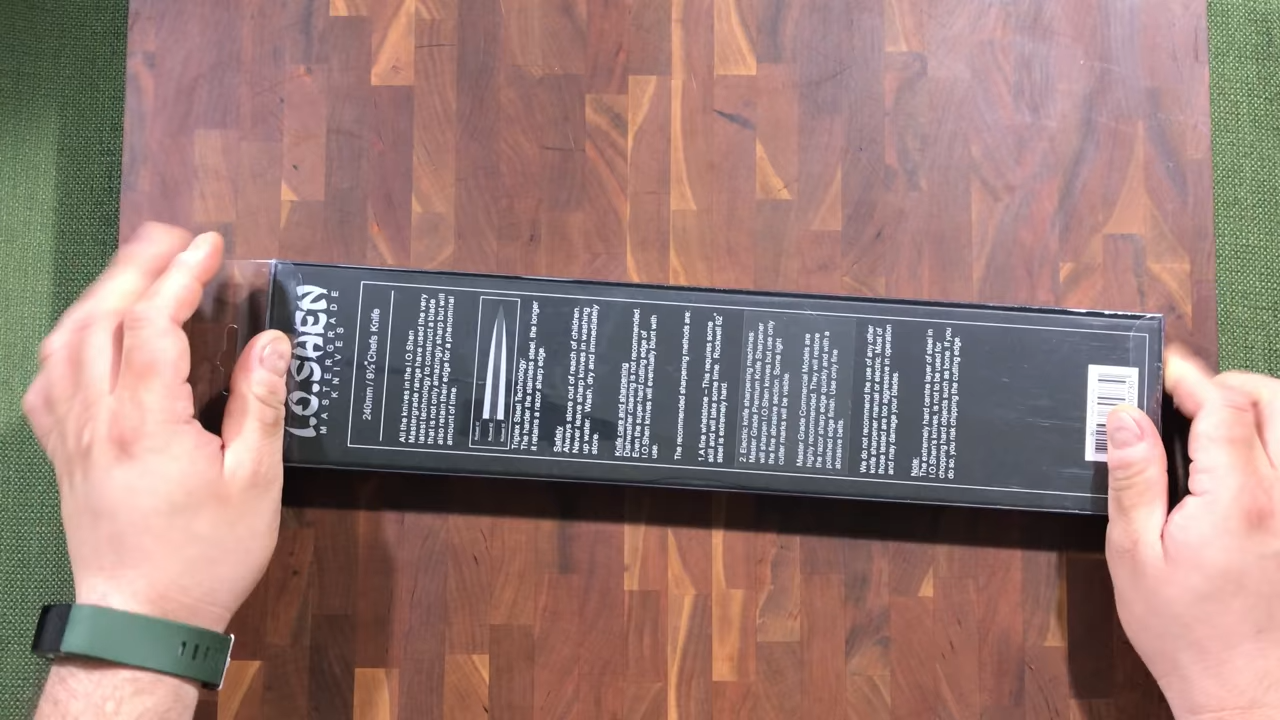 I.O.SHEN
MASTERGRADE
KNIVES
240mm / 9½" Chefs Knife
All the knives in the I.O.Shen
Mastergrade range have used the very
latest technology to construct a blade
that is not only amazingly sharp but will
also retain their edge for a phenomenal
amount of time.
Triplex Steel Technology:
The harder the stainless steel, the longer
it retains a razor sharp edge
Safety
Always store out of reach of children.
Never leave sharp knives in washing
up water. Wash, dry and immediately
store.
Knife care and sharpening
Dishwasher cleaning is not recommended.
Even the super-hard cutting edge of
I.O.Shen knives will eventually blunt with
use.
The recommended sharpening methods are:
1.A fine whetstone – This requires some
skill and will take some time. Rockwell 62°
steel is extremely hard.
2. Electric knife sharpening machines:
Master Grade Premium Knife Sharpener
will sharpen I.O.Shen knives but use only
the fine abrasive section. Some light
cutter marks will be visible.
Master Grade Commercial Models are
highly recommended. They will restore
the razor sharp edge quickly and with a
polished edge finish. Use only fine
abrasive belts.
We do not recommend the use of any other
knife sharpener manual or electric. Most of
those tested are too aggressive in operation
and may damage your blades.
Note:
The extremely hard centre layer of steel in
I.O.Shen's knives, is not to be used for
chopping hard objects such as bone. If you
do so, you risk chipping the cutting edge.